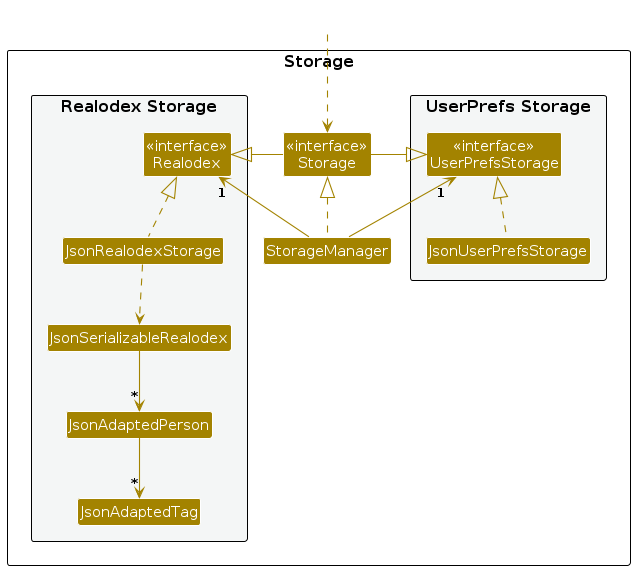 Storage
Realodex Storage
UserPrefs Storage
«interface»
Realodex
«interface»
Storage
«interface»
UserPrefsStorage
1
1
JsonRealodexStorage
StorageManager
JsonUserPrefsStorage
JsonSerializableRealodex
*
JsonAdaptedPerson
*
JsonAdaptedTag